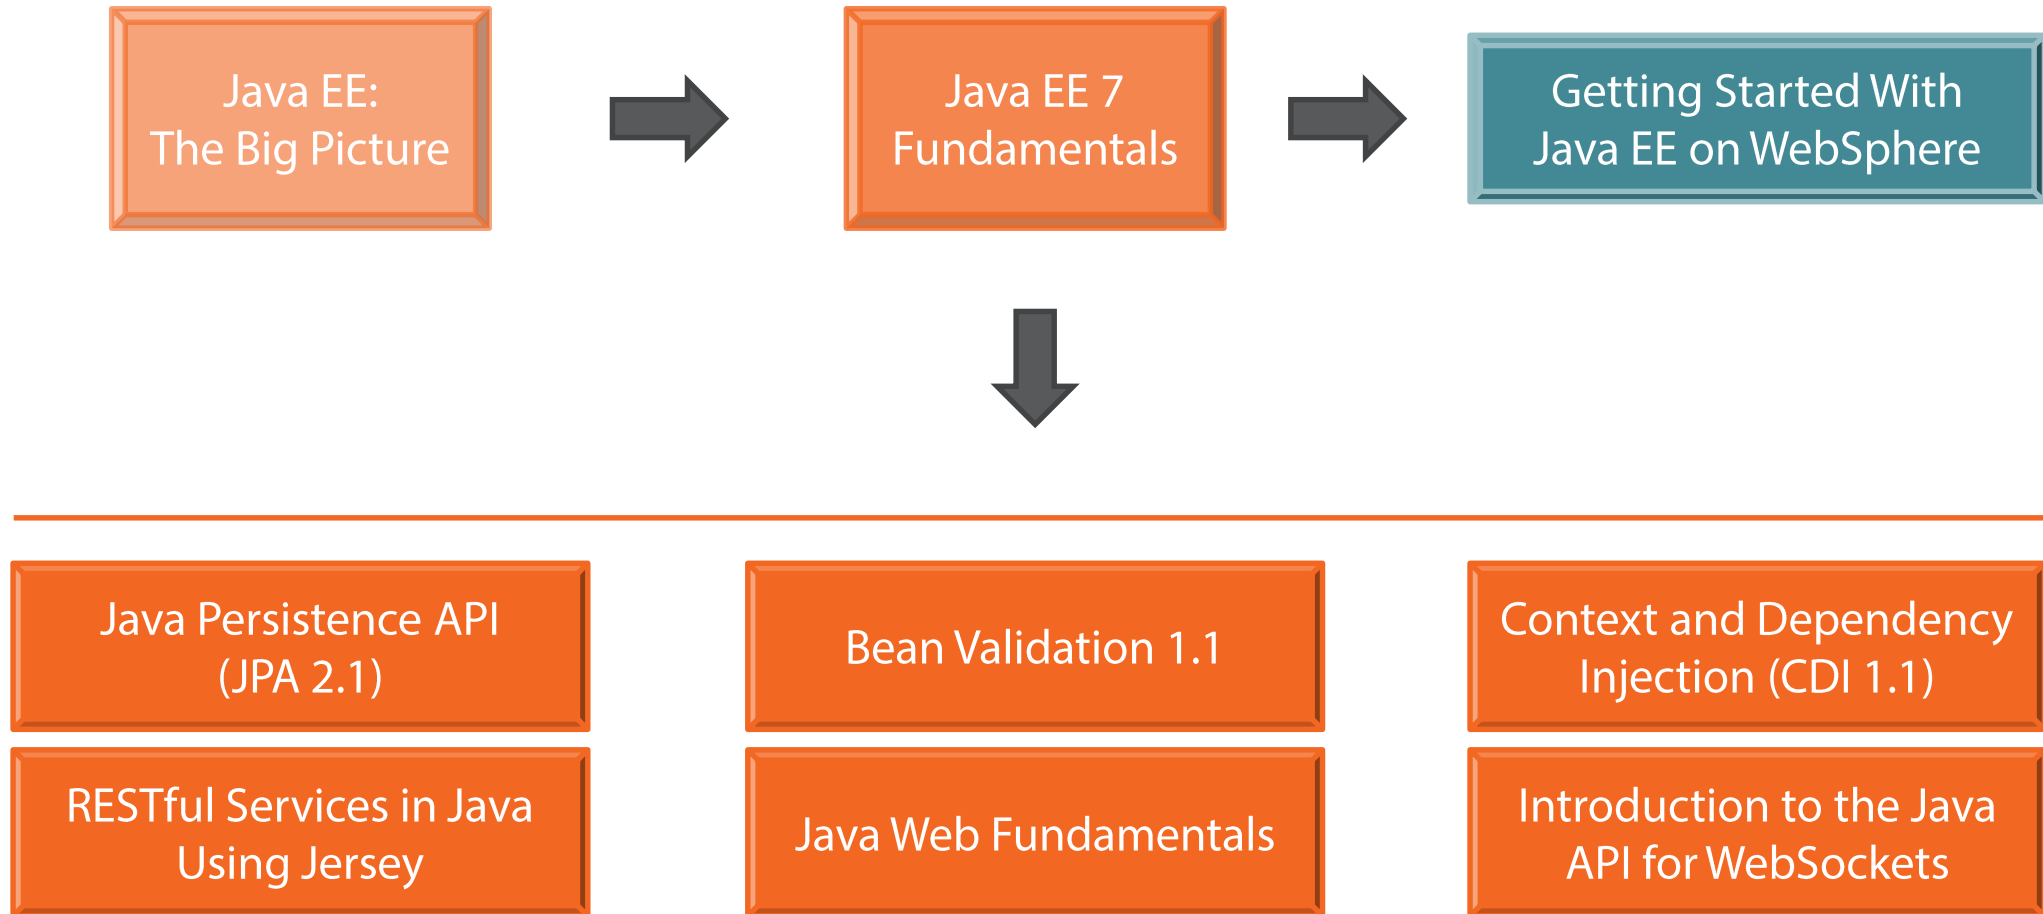 Java EE:
The Big Picture
Java EE 7
Fundamentals
Getting Started With
Java EE on WebSphere
Java Persistence API
(JPA 2.1)
Bean Validation 1.1
Context and Dependency
Injection (CDI 1.1)
RESTful Services in Java
Using Jersey
Java Web Fundamentals
Introduction to the Java
API for WebSockets